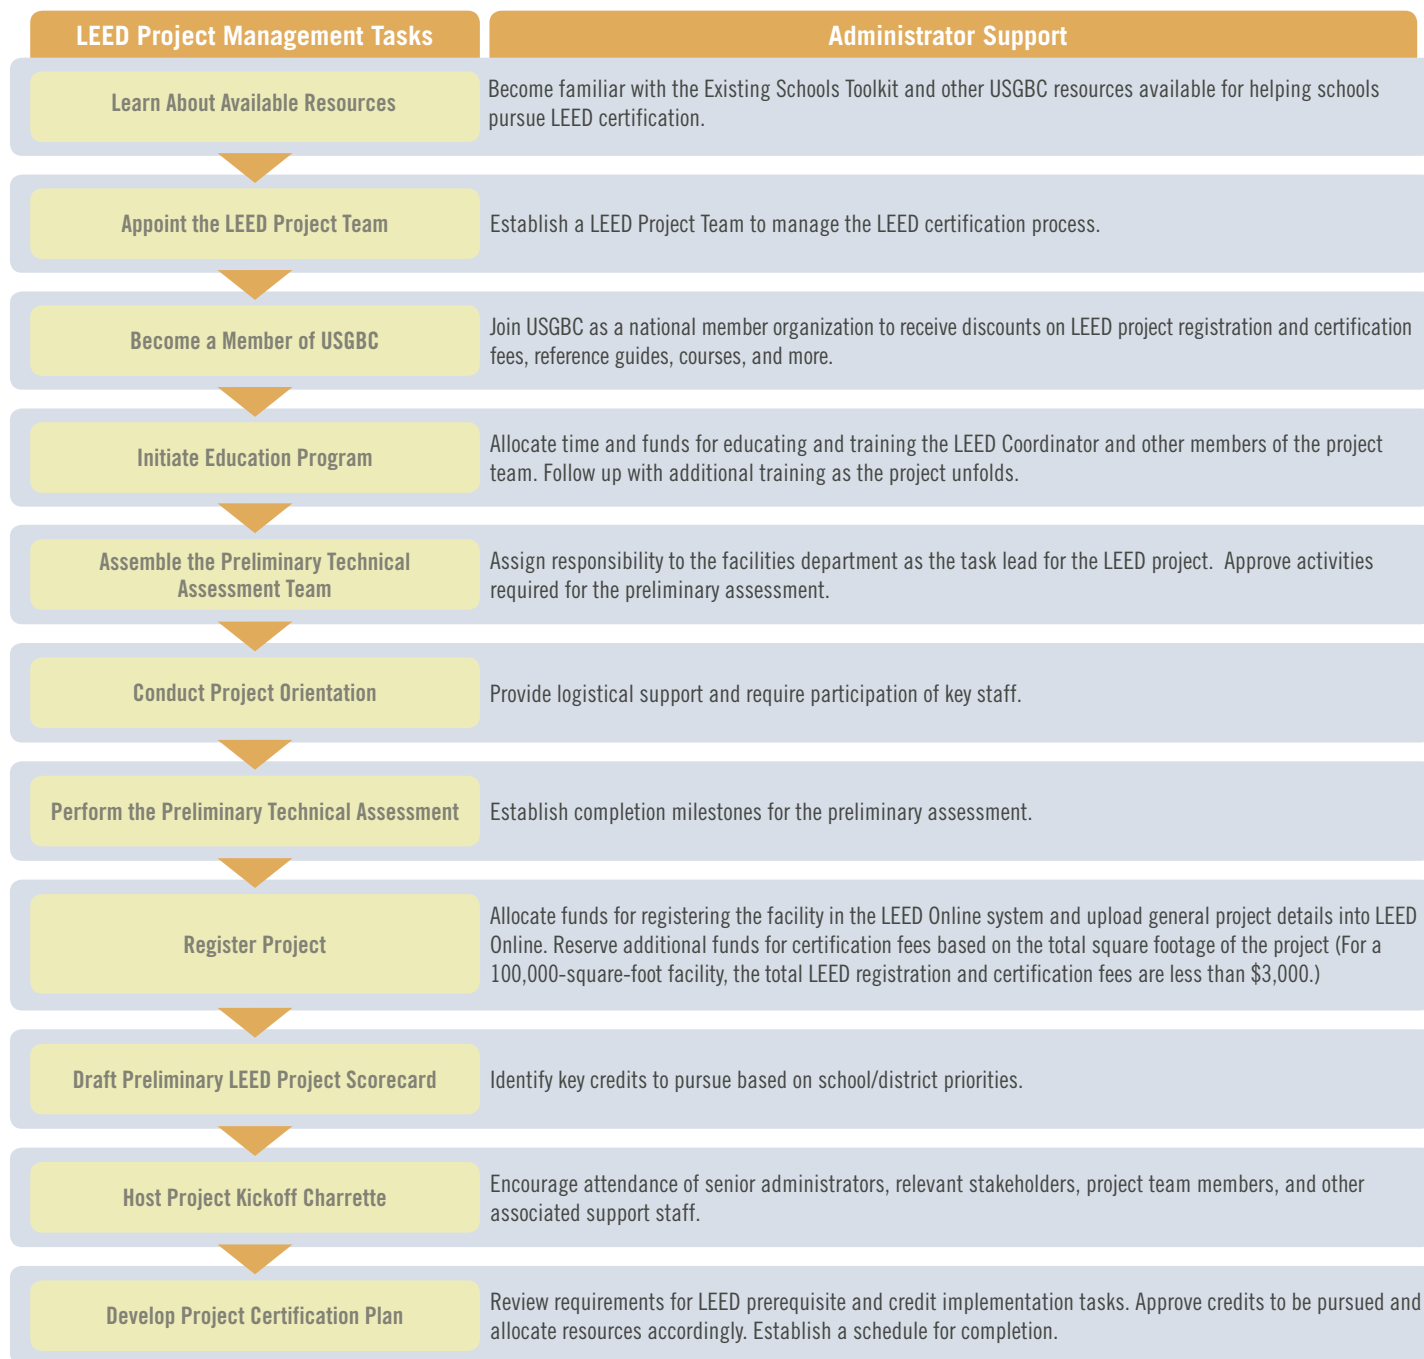 LEED Project Management Tasks
Administrator Support
Learn About Available Resources
Become familiar with the Existing Schools Toolkit and other USGBC resources available for helping schools
pursue LEED certification.
Appoint the LEED Project Team
Establish a LEED Project Team to manage the LEED certification process.
Become a Member of USGBC
Join USGBC as a national member organization to receive discounts on LEED project registration and certification
fees, reference guides, courses, and more.
Initiate Education Program
Allocate time and funds for educating and training the LEED Coordinator and other members of the project
team. Follow up with additional training as the project unfolds.
Assemble the Preliminary Technical
Assessment Team
Assign responsibility to the facilities department as the task lead for the LEED project.  Approve activities
required for the preliminary assessment.
Conduct Project Orientation
Provide logistical support and require participation of key staff.
Perform the Preliminary Technical Assessment
Establish completion milestones for the preliminary assessment.
Register Project
Allocate funds for registering the facility in the LEED Online system and upload general project details into LEED
Online. Reserve additional funds for certification fees based on the total square footage of the project (For a
100,000-square-foot facility, the total LEED registration and certification fees are less than $3,000.)
Draft Preliminary LEED Project Scorecard
Identify key credits to pursue based on school/district priorities.
Host Project Kickoff Charrette
Encourage attendance of senior administrators, relevant stakeholders, project team members, and other
associated support staff.
Develop Project Certification Plan
Review requirements for LEED prerequisite and credit implementation tasks. Approve credits to be pursued and
allocate resources accordingly. Establish a schedule for completion.